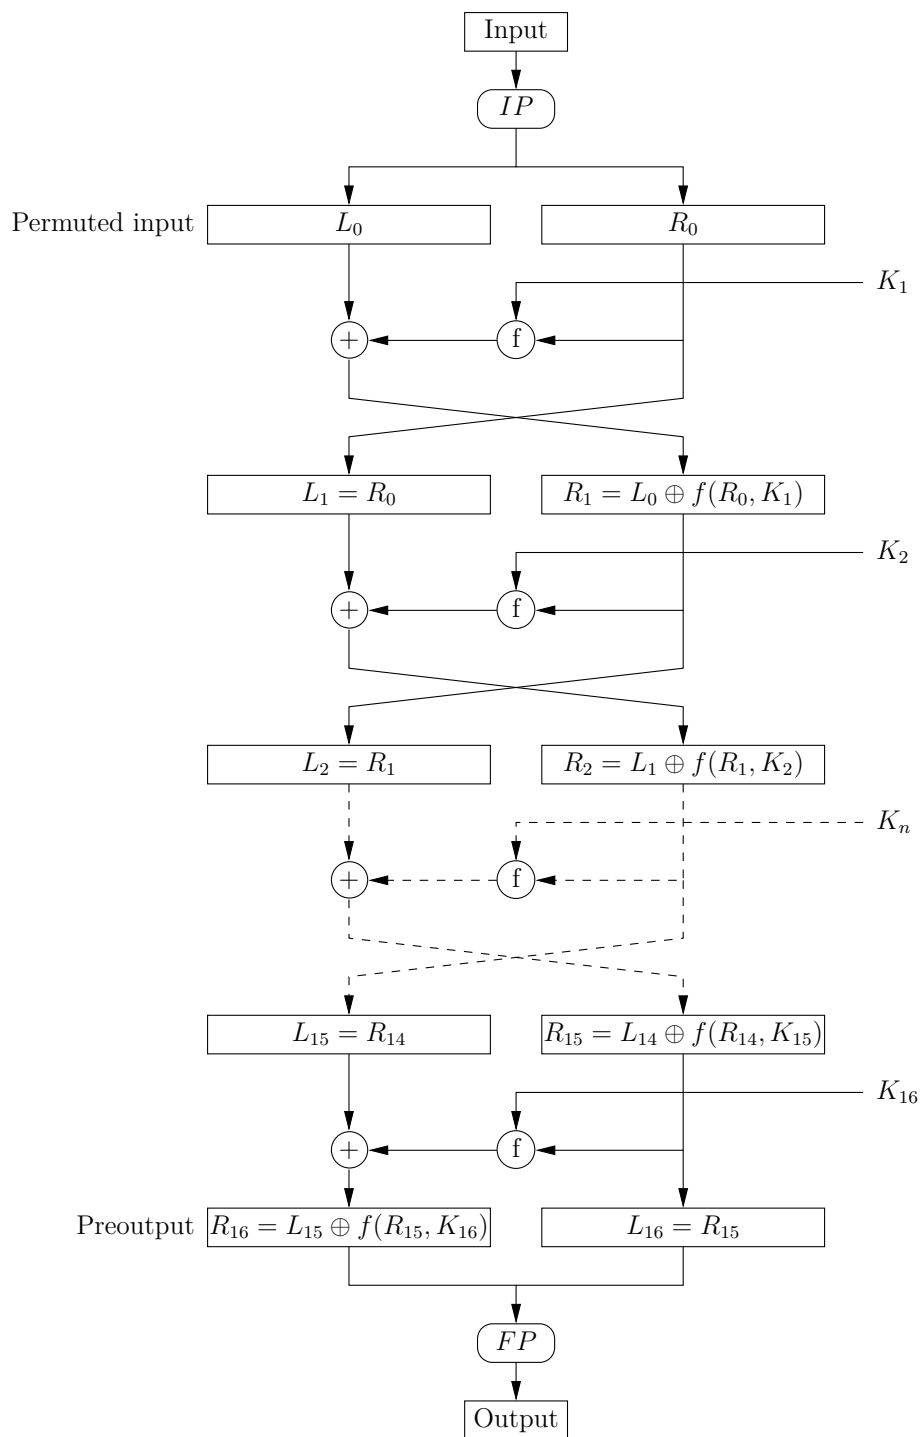 Input
IP
Permuted input
L₀
R₀
K₁
+
f
L₁ = R₀
R₁ = L₀ ⊕ f(R₀, K₁)
K₂
+
f
L₂ = R₁
R₂ = L₁ ⊕ f(R₁, K₂)
Kₙ
+
f
L₁₅ = R₁₄
R₁₅ = L₁₄ ⊕ f(R₁₄, K₁₅)
K₁₆
+
f
Preoutput
R₁₆ = L₁₅ ⊕ f(R₁₅, K₁₆)
L₁₆ = R₁₅
FP
Output